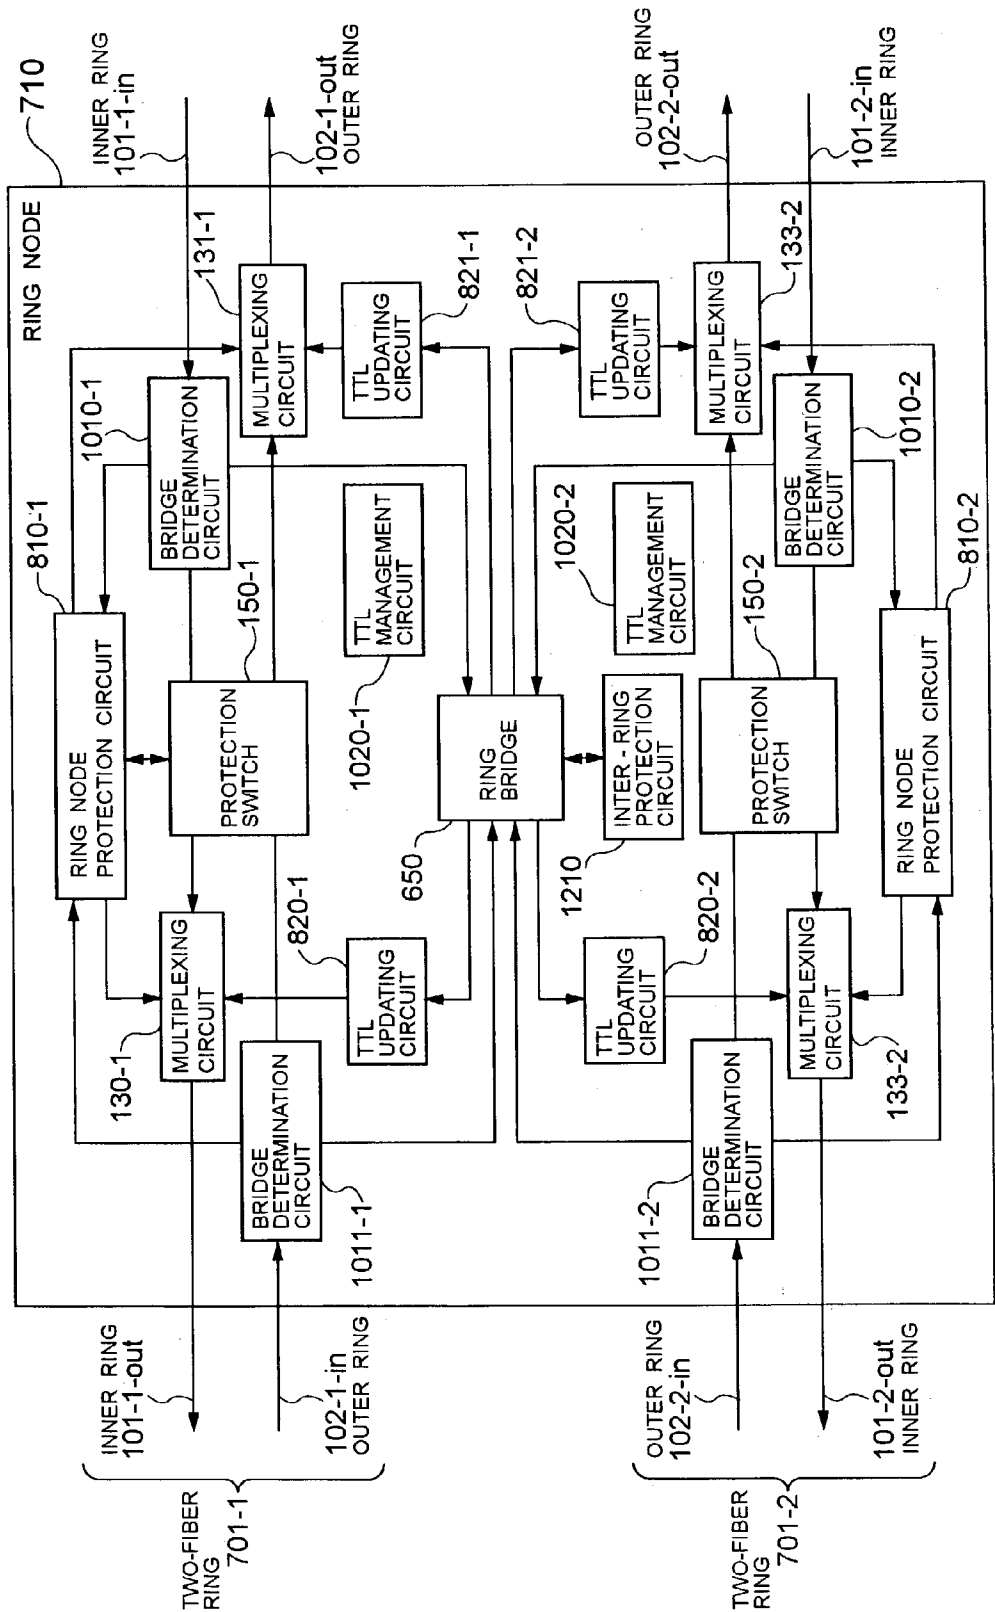 RING NODE
710
INNER RING
101-1-in
102-1-out
OUTER RING
OUTER RING
102-2-out
101-2-in
INNER RING
810-1
RING NODE
PROTECTION CIRCUIT
1010-1
BRIDGE
DETERMINATION
CIRCUIT
131-1
MULTIPLEXING
CIRCUIT
TTL
UPDATING
CIRCUIT
821-1
150-1
PROTECTION
SWITCH
TTL
MANAGEMENT
CIRCUIT
1020-1
130-1
MULTIPLEXING
CIRCUIT
820-1
TTL
UPDATING
CIRCUIT
BRIDGE
DETERMINATION
CIRCUIT
1011-1
RING
BRIDGE
650
INTER-RING
PROTECTION
CIRCUIT
1210
821-2
TTL
UPDATING
CIRCUIT
MULTIPLEXING
CIRCUIT
133-2
BRIDGE
DETERMINATION
CIRCUIT
1010-2
1020-2
TTL
MANAGEMENT
CIRCUIT
150-2
PROTECTION
SWITCH
810-2
RING NODE
PROTECTION CIRCUIT
820-2
TTL
UPDATING
CIRCUIT
MULTIPLEXING
CIRCUIT
133-2
1011-2
BRIDGE
DETERMINATION
CIRCUIT
INNER RING
101-1-out
102-1-in
OUTER RING
TWO-FIBER
RING
701-1
OUTER RING
102-2-in
101-2-out
INNER RING
TWO-FIBER
RING
701-2